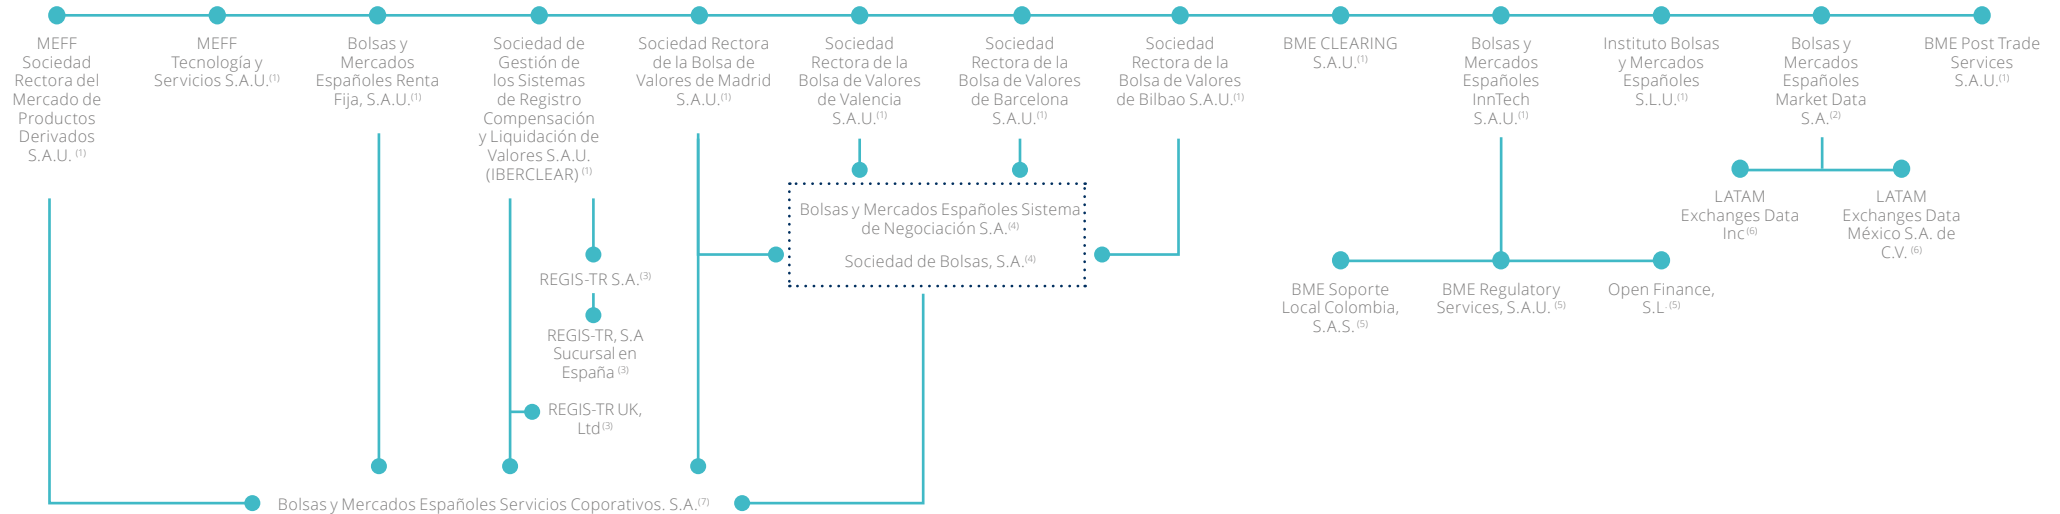 MEFF
Sociedad
Rectora del
Mercado de
Productos
Derivados
S.A.U. (1)
MEFF
Tecnología y
Servicios S.A.U.(1)
Bolsas y
Mercados
Españoles Renta
Fija, S.A.U.(1)
Sociedad de
Gestión de
los Sistemas
de Registro
Compensación
y Liquidación de
Valores S.A.U.
(IBERCLEAR) (1)
Sociedad Rectora
de la Bolsa de
Valores de Madrid
S.A.U.(1)
Sociedad
Rectora de la
Bolsa de Valores
de Valencia
S.A.U.(1)
Sociedad
Rectora de la
Bolsa de Valores
de Barcelona
S.A.U.(1)
Sociedad
Rectora de la
Bolsa de Valores
de Bilbao S.A.U.(1)
BME CLEARING
S.A.U.(1)
Bolsas y
Mercados
Españoles
InnTech
S.A.U.(1)
Instituto Bolsas
y Mercados
Españoles
S.L.U.(1)
Bolsas y
Mercados
Españoles
Market Data
S.A.(2)
BME Post Trade
Services
S.A.U.(1)
Bolsas y Mercados Españoles Sistema
de Negociación S.A.(4)
Sociedad de Bolsas, S.A.(4)
LATAM
Exchanges Data
Inc(6)
LATAM
Exchanges Data
México S.A. de
C.V. (6)
REGIS-TR S.A.(3)
REGIS-TR, S.A
Sucursal en
España (3)
REGIS-TR UK,
Ltd(3)
BME Soporte
Local Colombia,
S.A.S. (5)
BME Regulatory
Services, S.A.U. (5)
Open Finance,
S.L. (5)
Bolsas y Mercados Españoles Servicios Coporativos. S.A.(7)